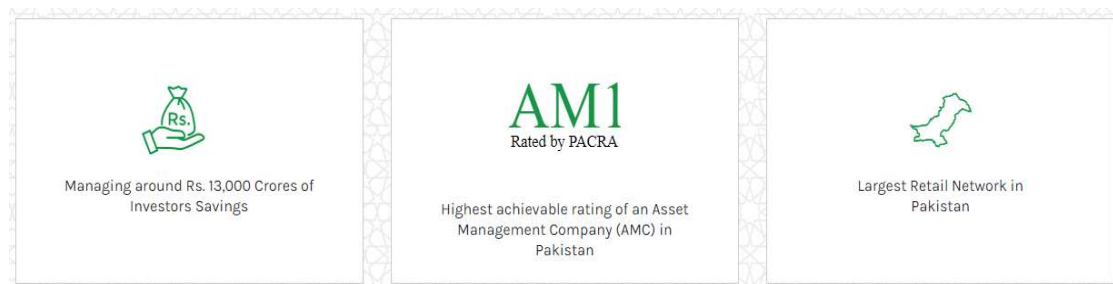 Rs.
Managing around Rs. 13,000 Crores of
Investors Savings
AM1
Rated by PACRA
Highest achievable rating of an Asset
Management Company (AMC) in
Pakistan
Largest Retail Network in
Pakistan